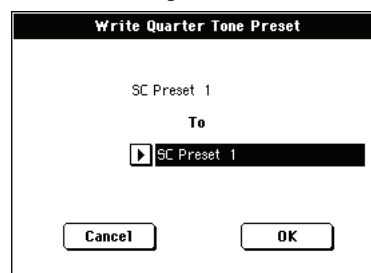 Write Quarter Tone Preset
SC Preset 1
To
SC Preset 1
Cancel OK